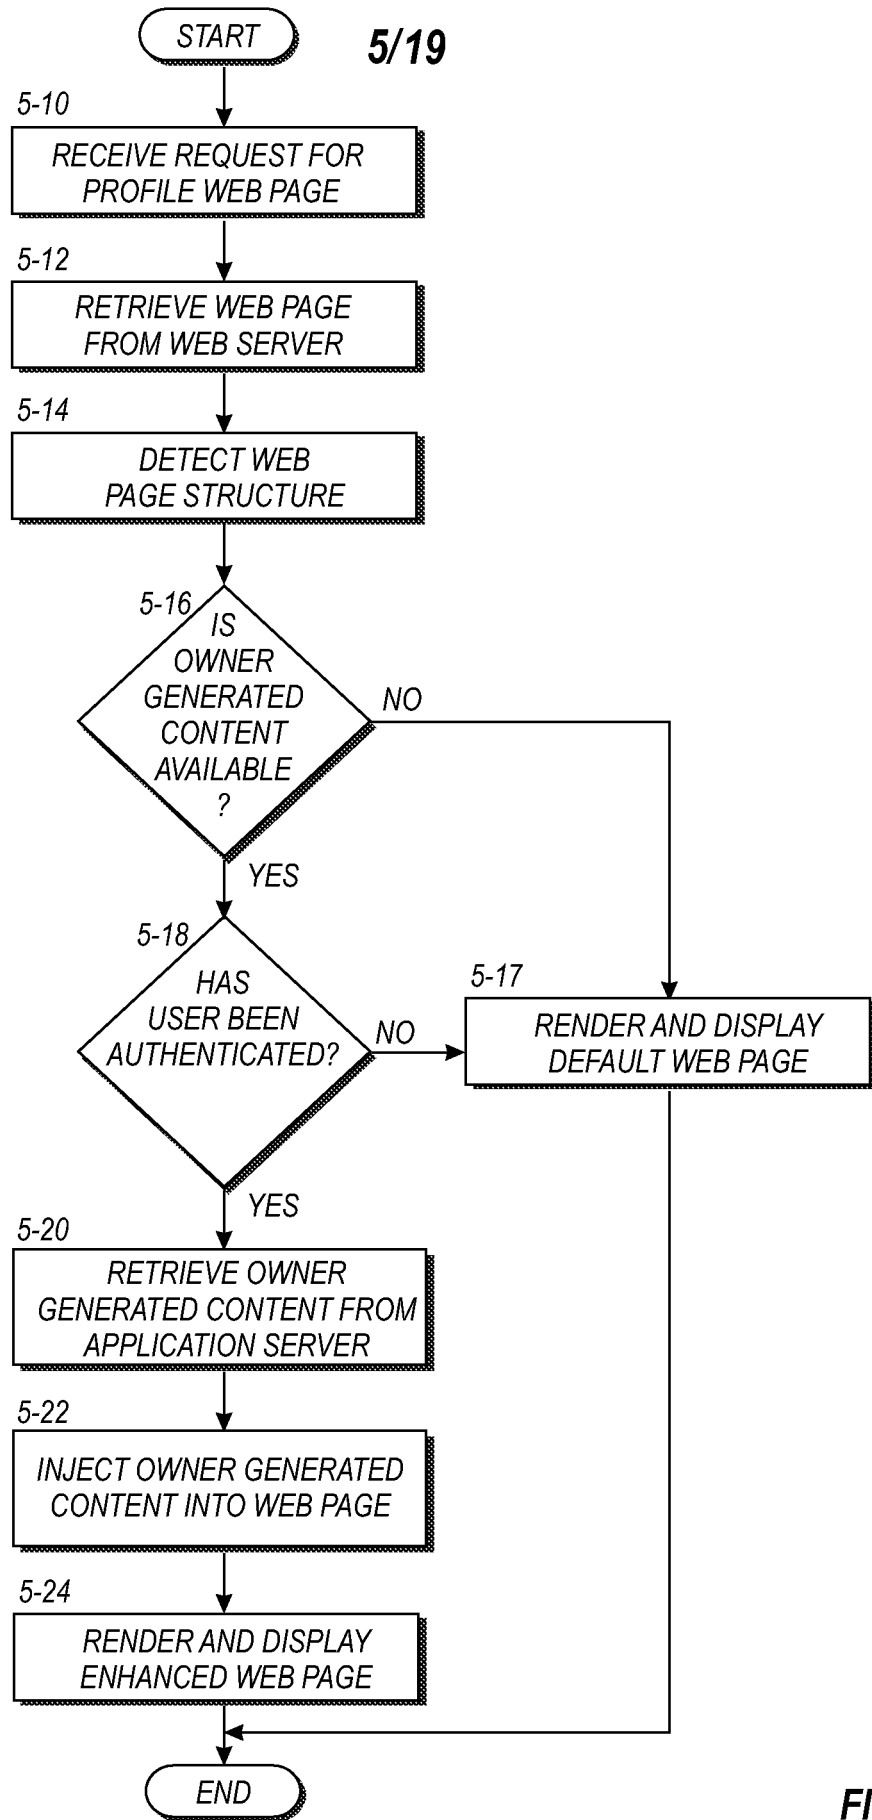 START
5/19
5-10
RECEIVE REQUEST FOR
PROFILE WEB PAGE
5-12
RETRIEVE WEB PAGE
FROM WEB SERVER
5-14
DETECT WEB
PAGE STRUCTURE
5-16
IS
OWNER
GENERATED
CONTENT
AVAILABLE
?
NO
YES
5-18
HAS
USER BEEN
AUTHENTICATED?
NO
5-17
RENDER AND DISPLAY
DEFAULT WEB PAGE
YES
5-20
RETRIEVE OWNER
GENERATED CONTENT FROM
APPLICATION SERVER
5-22
INJECT OWNER GENERATED
CONTENT INTO WEB PAGE
5-24
RENDER AND DISPLAY
ENHANCED WEB PAGE
END